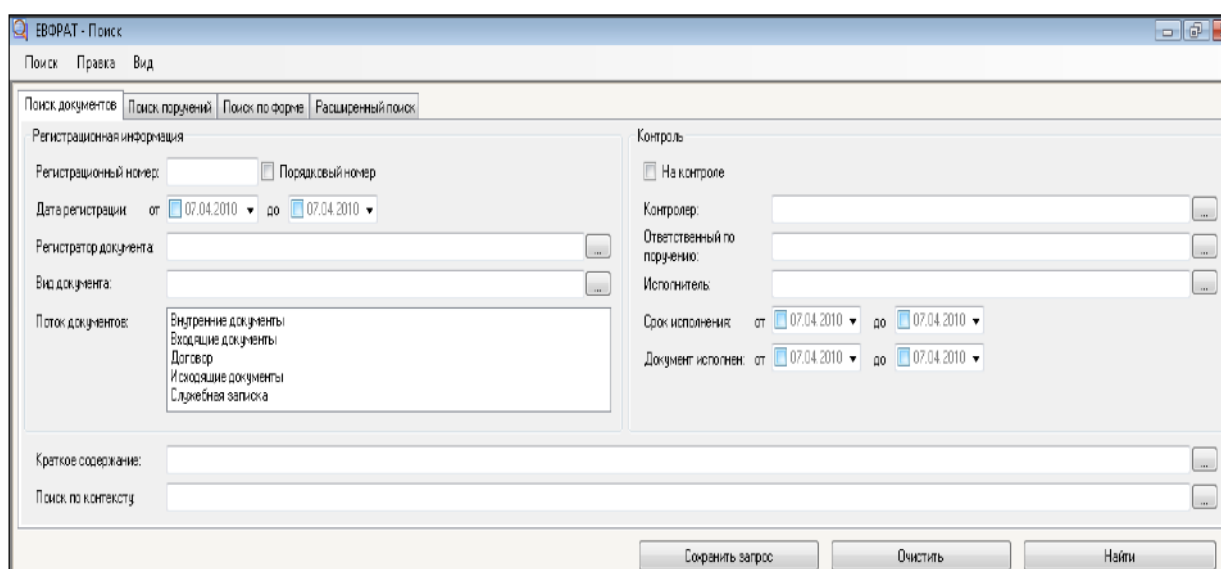 ЕВФРАТ - Поиск
Поиск Правка Вид
Поиск документов Поиск поручений Поиск по форме Расширенный поиск
Регистрационная информация
Регистрационный номер: Порядковый номер
Дата регистрации: от 07.04.2010 до 07.04.2010
Регистратор документа: ...
Вид документа: ...
Поток документов:
Внутренние документы
Входящие документы
Договор
Исходящие документы
Служебная записка
Контроль
На контроле
Контролер: ...
Ответственный по
поручению: ...
Исполнитель: ...
Срок исполнения: от 07.04.2010 до 07.04.2010
Документ исполнен: от 07.04.2010 до 07.04.2010
Краткое содержание: ...
Поиск по контексту: ...
Сохранить запрос Очистить Найти